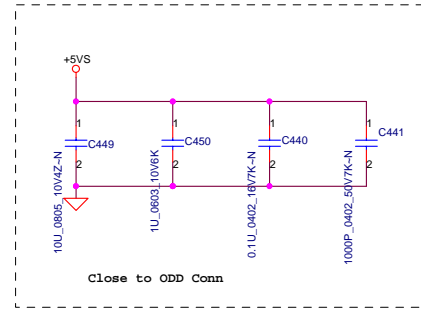 +5VS
1
C449
2
10U_0805_10V4Z~N
1
C450
2
1U_0603_10V6K
1
C440
2
0.1U_0402_16V7K~N
1
C441
2
1000P_0402_50V7K~N
Close to ODD Conn